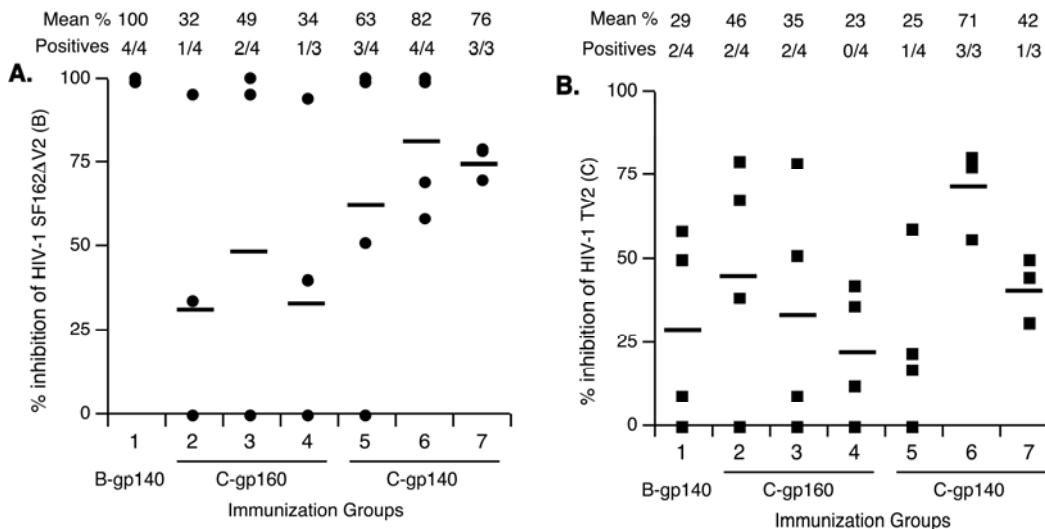 Mean % 100 32 49 34 63 82 76
Positives 4/4 1/4 2/4 1/3 3/4 4/4 3/3
A.
% inhibition of HIV-1 SF162ΔV2 (B)
100
75
50
25
0
1 2 3 4 5 6 7
B-gp140 C-gp160 C-gp140
Immunization Groups
Mean % 29 46 35 23 25 71 42
Positives 2/4 2/4 2/4 0/4 1/4 3/3 1/3
B.
% inhibition of HIV-1 TV2 (C)
100
75
50
25
0
1 2 3 4 5 6 7
B-gp140 C-gp160 C-gp140
Immunization Groups